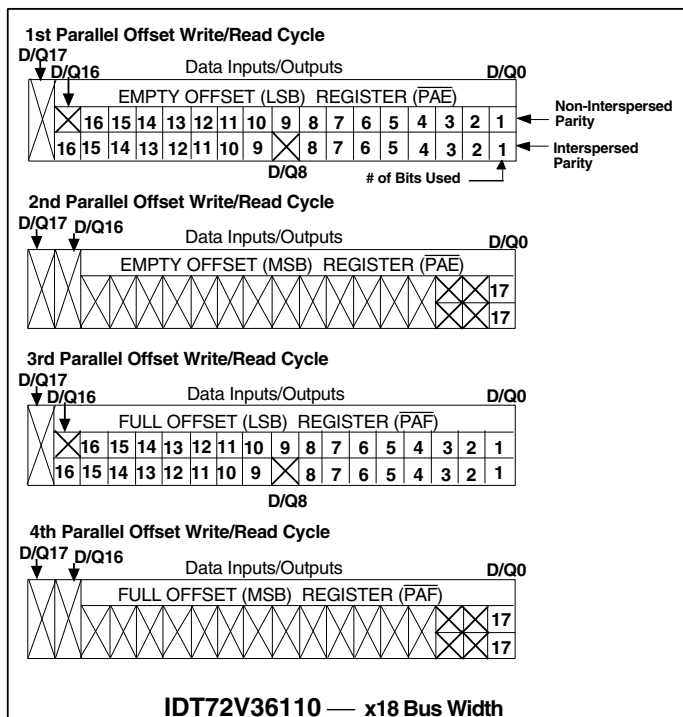 1st Parallel Offset Write/Read Cycle
D/Q17
D/Q16
Data Inputs/Outputs
D/Q0
EMPTY OFFSET (LSB) REGISTER (PAE)
16 15 14 13 12 11 10 9 8 7 6 5 4 3 2 1
Non-Interspersed
Parity
16 15 14 13 12 11 10 9 8 7 6 5 4 3 2 1
Interspersed
Parity
D/Q8
# of Bits Used
2nd Parallel Offset Write/Read Cycle
D/Q17
D/Q16
Data Inputs/Outputs
D/Q0
EMPTY OFFSET (MSB) REGISTER (PAE)
17
17
3rd Parallel Offset Write/Read Cycle
D/Q17
D/Q16
Data Inputs/Outputs
D/Q0
FULL OFFSET (LSB) REGISTER (PAF)
16 15 14 13 12 11 10 9 8 7 6 5 4 3 2 1
16 15 14 13 12 11 10 9 8 7 6 5 4 3 2 1
D/Q8
4th Parallel Offset Write/Read Cycle
D/Q17
D/Q16
Data Inputs/Outputs
D/Q0
FULL OFFSET (MSB) REGISTER (PAF)
17
17
IDT72V36110 — x18 Bus Width